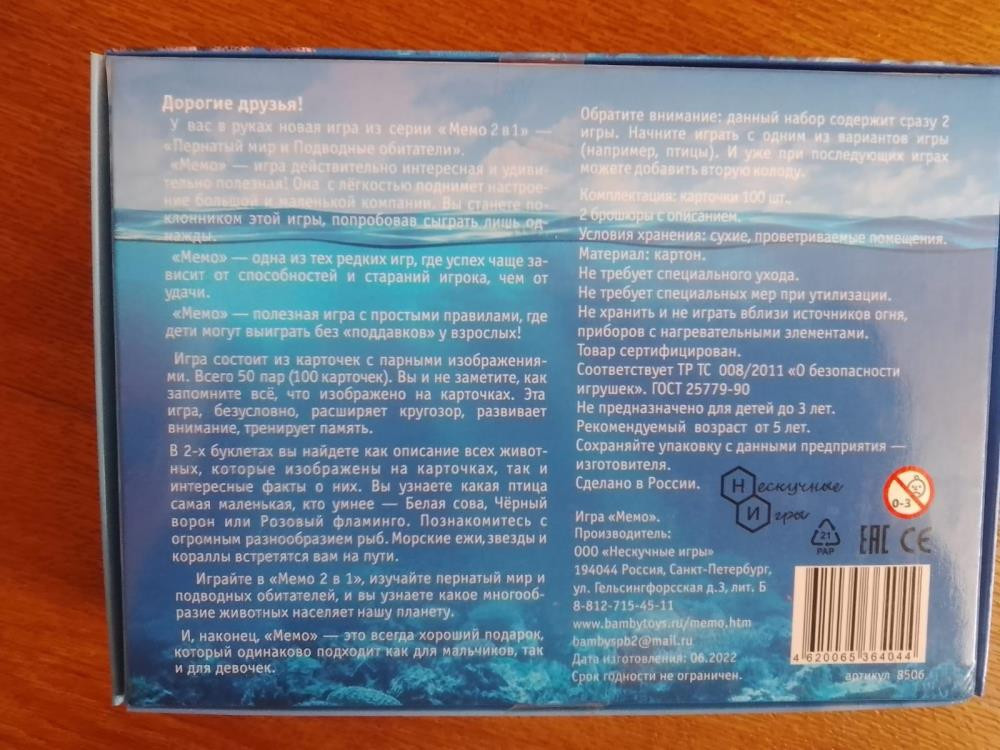 Дорогие друзья!
У вас в руках новая игра из серии «Мемо 2 в 1» —
«Пернатый мир и Подводные обитатели».
«Мемо» — игра действительно интересная и удиви-
тельно полезная! Она с лёгкостью поднимет настрое-
ние большой и маленькой компании. Вы станете по-
клонником этой игры, попробовав сыграть лишь од-
нажды.
«Мемо» — одна из тех редких игр, где успех чаще за-
висит от способностей и стараний игрока, чем от
удачи.
«Мемо» — полезная игра с простыми правилами, где
дети могут выиграть без «поддавков» у взрослых!
Игра состоит из карточек с парными изображения-
ми. Всего 50 пар (100 карточек). Вы и не заметите, как
запомните всё, что изображено на карточках. Эта
игра, безусловно, расширяет кругозор, развивает
внимание, тренирует память.
В 2-х буклетах вы найдете как описание всех живот-
ных, которые изображены на карточках, так и
интересные факты о них. Вы узнаете какая птица
самая маленькая, кто умнее — Белая сова, Чёрный
ворон или Розовый фламинго. Познакомитесь с
огромным разнообразием рыб. Морские ежи,звезды и
кораллы встретятся вам на пути.
Играйте в «Мемо 2 в 1», изучайте пернатый мир и
подводных обитателей, и вы узнаете какое многооб-
разие животных населяет нашу планету.
И, наконец, «Мемо» — это всегда хороший подарок,
который одинаково подходит как для мальчиков, так
и для девочек.
Обратите внимание: данный набор содержит сразу 2
игры. Начните играть с одним из вариантов игры
(например, птицы). И уже при последующих играх
можете добавить вторую колоду.
Комплектация: карточки 100 шт.,
2 брошюры с описанием.
Условия хранения: сухие, проветриваемые помещения.
Материал: картон.
Не требует специального ухода.
Не требует специальных мер при утилизации.
Не хранить и не играть вблизи источников огня,
приборов с нагревательными элементами.
Товар сертифицирован.
Соответствует ТР ТС 008/2011 «О безопасности
игрушек». ГОСТ 25779-90
Не предназначено для детей до 3 лет.
Рекомендуемый возраст от 5 лет.
Сохраняйте упаковку с данными предприятия —
изготовителя.
Сделано в России.
Нескучные
Игры
0-3
Игра «Мемо».
Производитель:
ООО «Нескучные игры»
194044 Россия, Санкт-Петербург,
ул. Гельсингфорсская д.3, лит. Б
8-812-715-45-11
www.bambytoys.ru/memo.htm
bambyspb2@mail.ru
Дата изготовления: 06.2022
Срок годности не ограничен.
21
PAP
EAC CE
4 620065 364044
артикул 8506